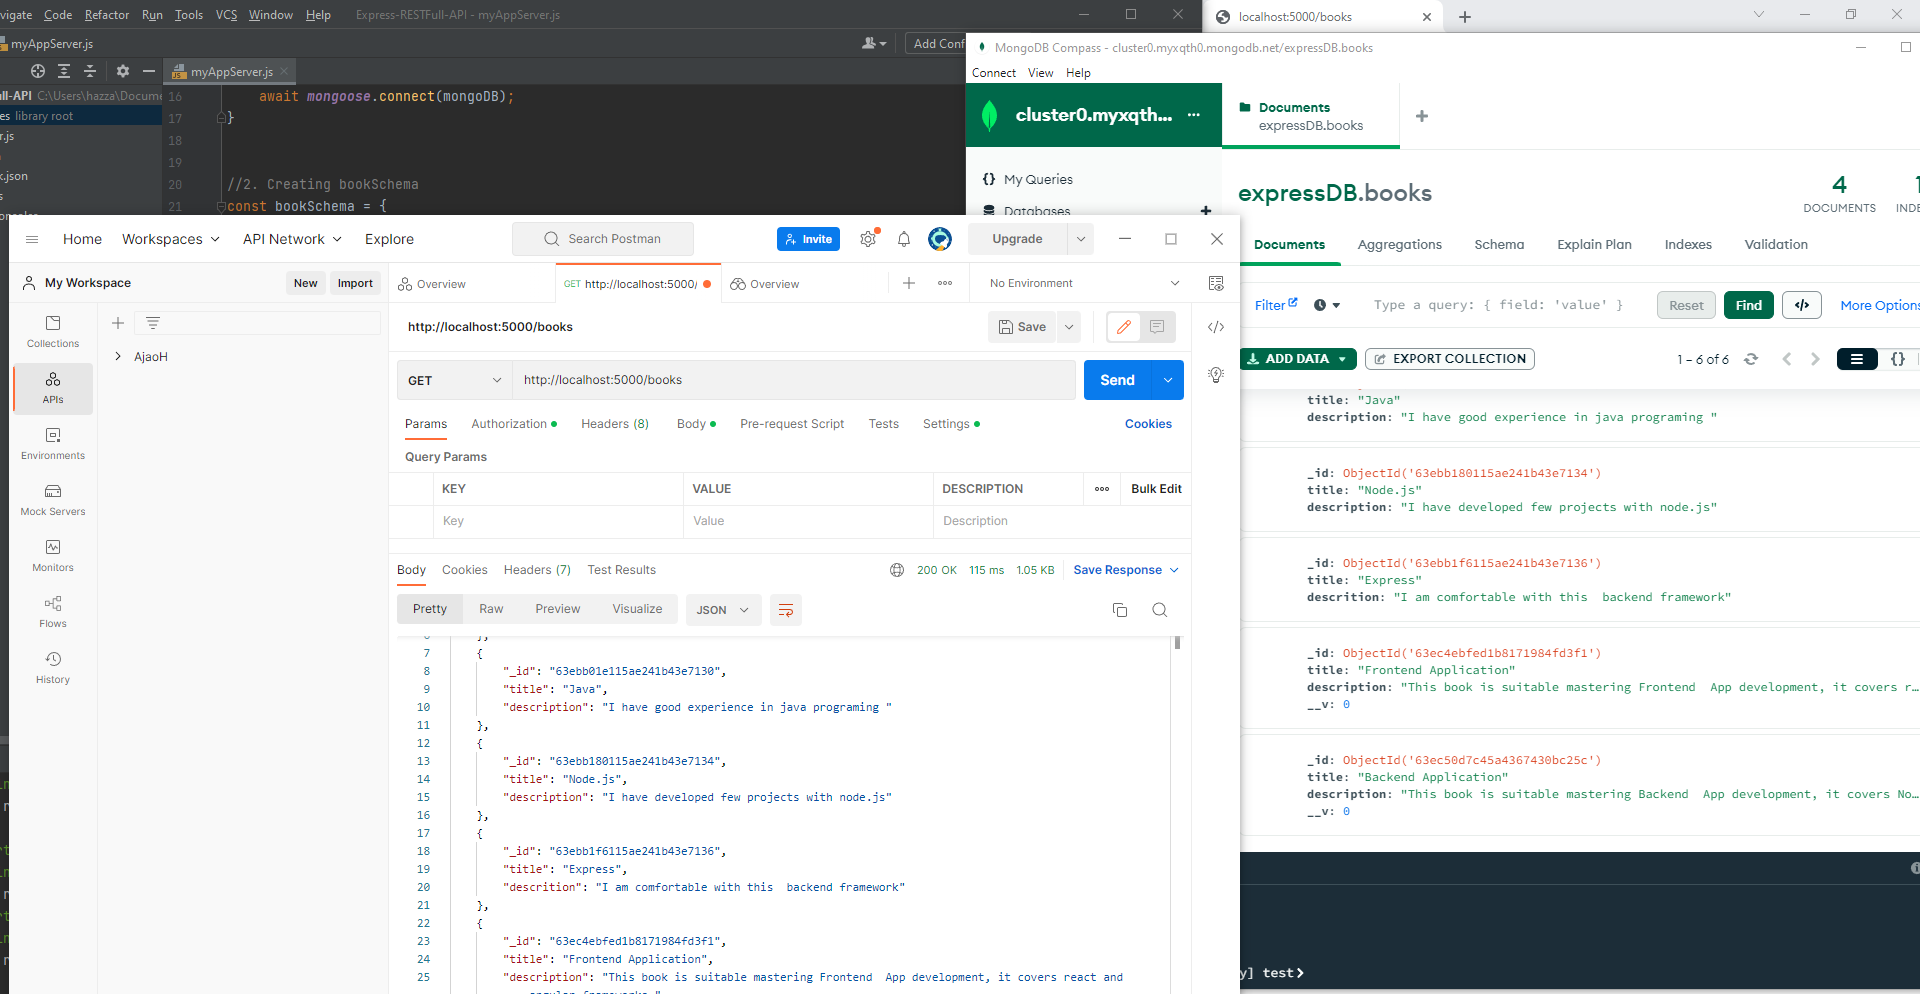 vigate Code Refactor Run Tools VCS Window Help Express-RESTFull-API - myAppServer.js
myAppServer.js
Add Conf
myAppServer.js
ull-API C:\Users\hazza\Docume
es library root
r.js
k.json
s
16 await mongoose.connect(mongoDB);
17 }
18
19
20 //2. Creating bookSchema
21 const bookSchema = {
localhost:5000/books
MongoDB Compass - cluster0.myxqth0.mongodb.net/expressDB.books
Connect View Help
cluster0.myxqth... ...
My Queries
Databases
Documents
expressDB.books
expressDB.books
4
DOCUMENTS
1
INDE
Documents Aggregations Schema Explain Plan Indexes Validation
Filter Type a query: { field: 'value' } Reset Find </> More Options
ADD DATA EXPORT COLLECTION 1 – 6 of 6 {}
title: "Java"
description: "I have good experience in java programing "
_id: ObjectId('63ebb180115ae241b43e7134')
title: "Node.js"
description: "I have developed few projects with node.js"
_id: ObjectId('63ebb1f6115ae241b43e7136')
title: "Express"
descrition: "I am comfortable with this  backend framework"
_id: ObjectId('63ec4ebfed1b8171984fd3f1')
title: "Frontend Application"
description: "This book is suitable mastering Frontend  App development, it covers r…
__v: 0
_id: ObjectId('63ec50d7c45a4367430bc25c')
title: "Backend Application"
description: "This book is suitable mastering Backend  App development, it covers No…
__v: 0
y] test>
Home Workspaces API Network Explore Search Postman Invite Upgrade
My Workspace New Import
Overview GET http://localhost:5000/ Overview No Environment
Collections
APIs
Environments
Mock Servers
Monitors
Flows
History
AjaoH
http://localhost:5000/books Save </>
GET http://localhost:5000/books Send
Params Authorization Headers (8) Body Pre-request Script Tests Settings Cookies
Query Params
KEY VALUE DESCRIPTION Bulk Edit
Key Value Description
Body Cookies Headers (7) Test Results 200 OK 115 ms 1.05 KB Save Response
Pretty Raw Preview Visualize JSON
6 },
7 {
8 "_id": "63ebb01e115ae241b43e7130",
9 "title": "Java",
10 "description": "I have good experience in java programing "
11 },
12 {
13 "_id": "63ebb180115ae241b43e7134",
14 "title": "Node.js",
15 "description": "I have developed few projects with node.js"
16 },
17 {
18 "_id": "63ebb1f6115ae241b43e7136",
19 "title": "Express",
20 "descrition": "I am comfortable with this  backend framework"
21 },
22 {
23 "_id": "63ec4ebfed1b8171984fd3f1",
24 "title": "Frontend Application",
25 "description": "This book is suitable mastering Frontend  App development, it covers react and